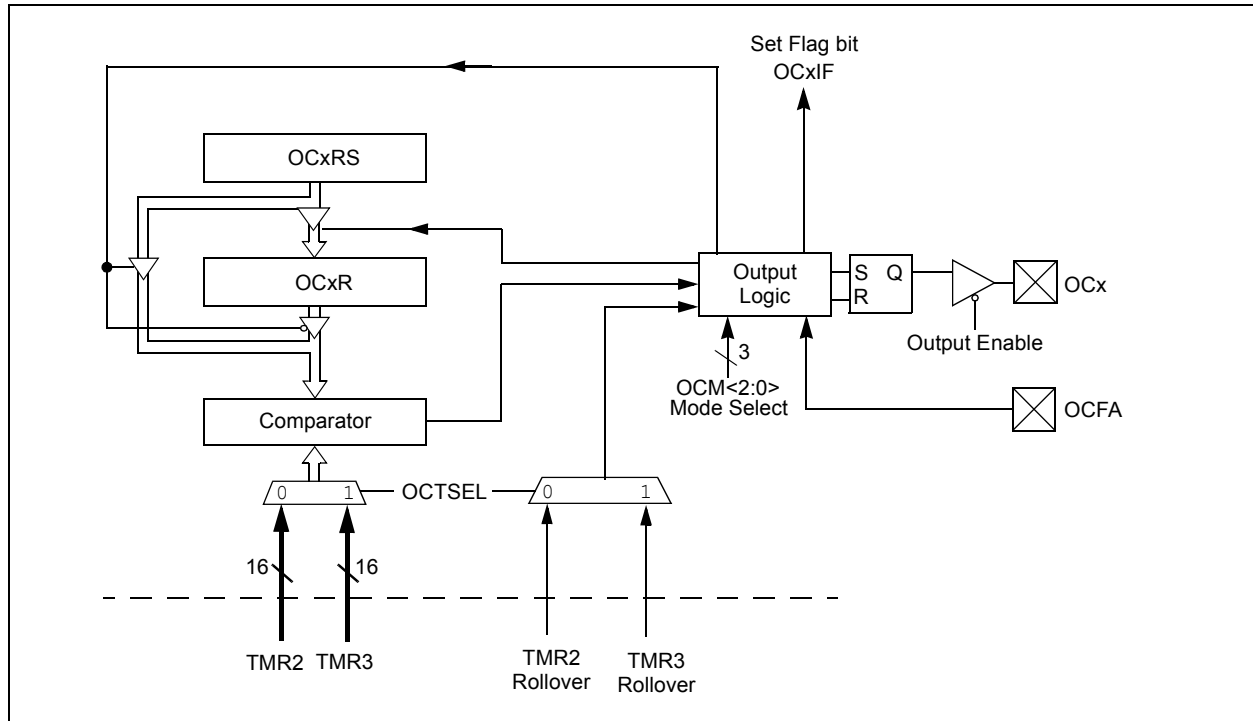 Set Flag bit
OCxIF
OCxRS
OCxR
Output
Logic
S Q
R
OCx
Output Enable
3
OCM<2:0>
Mode Select
OCFA
Comparator
0 1
OCTSEL
0 1
16
16
TMR2
TMR3
TMR2
Rollover
TMR3
Rollover